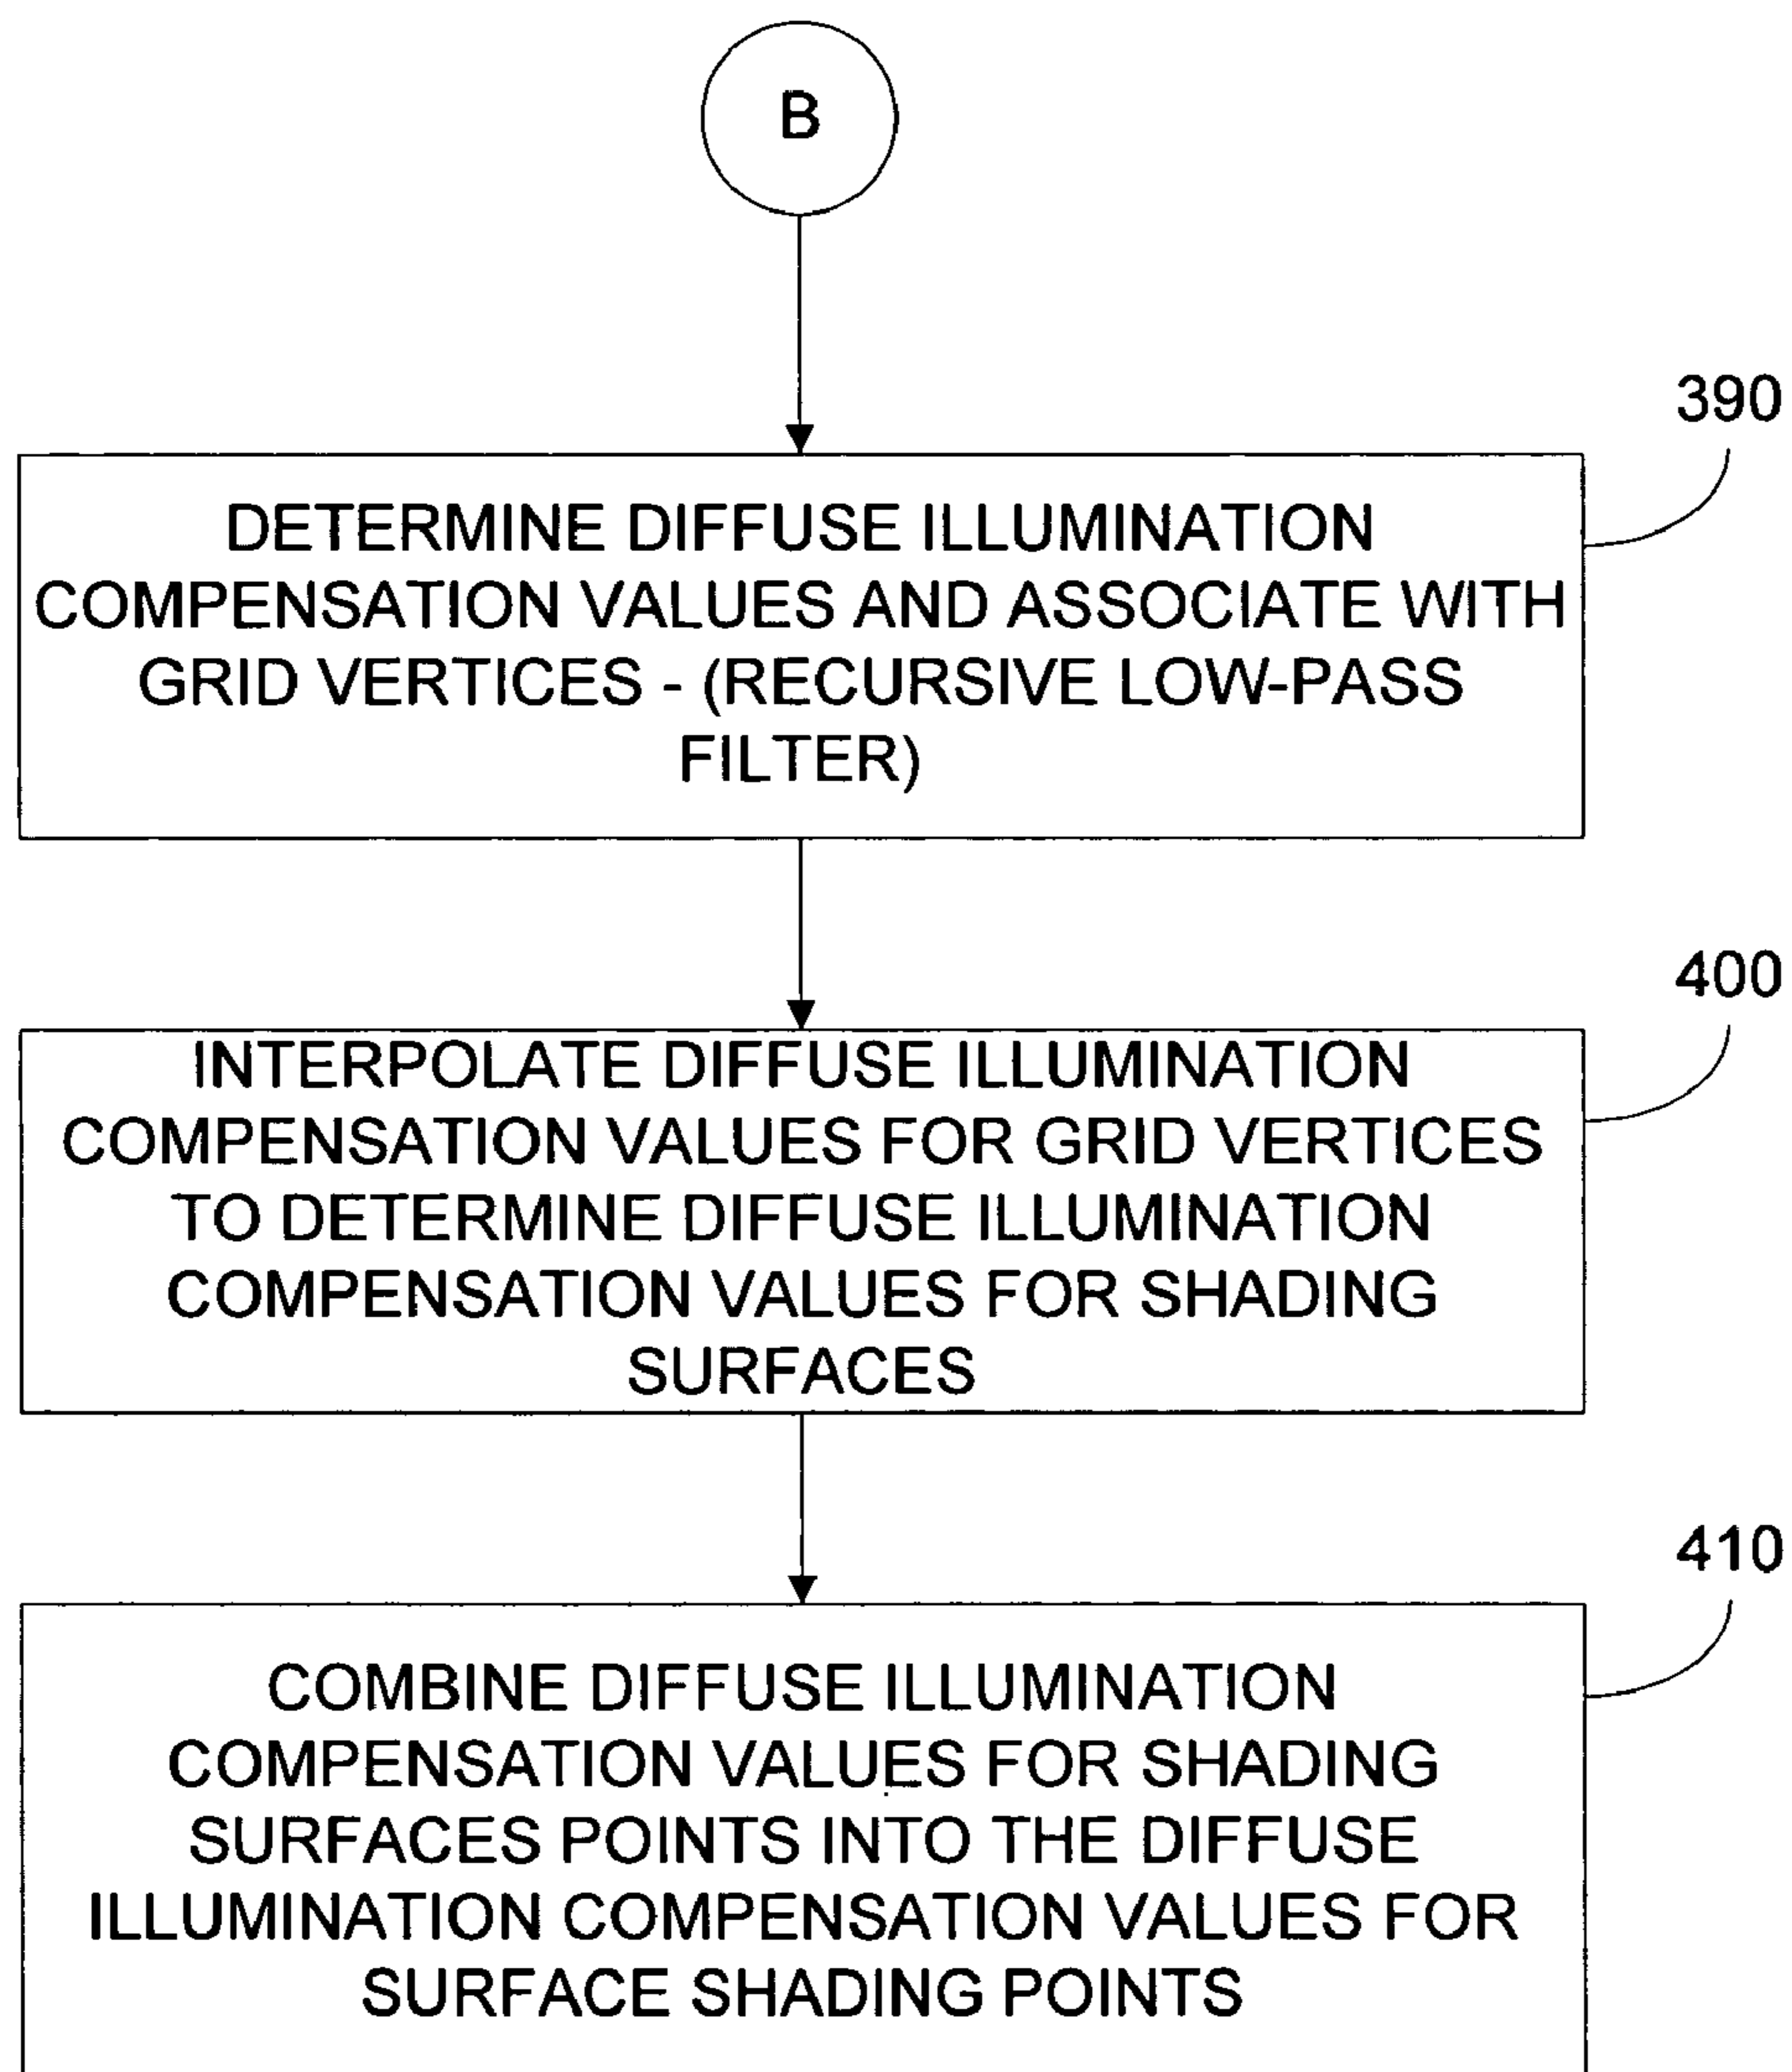 B
390
DETERMINE DIFFUSE ILLUMINATION
COMPENSATION VALUES AND ASSOCIATE WITH
GRID VERTICES - (RECURSIVE LOW-PASS
FILTER)
400
INTERPOLATE DIFFUSE ILLUMINATION
COMPENSATION VALUES FOR GRID VERTICES
TO DETERMINE DIFFUSE ILLUMINATION
COMPENSATION VALUES FOR SHADING
SURFACES
410
COMBINE DIFFUSE ILLUMINATION
COMPENSATION VALUES FOR SHADING
SURFACES POINTS INTO THE DIFFUSE
ILLUMINATION COMPENSATION VALUES FOR
SURFACE SHADING POINTS